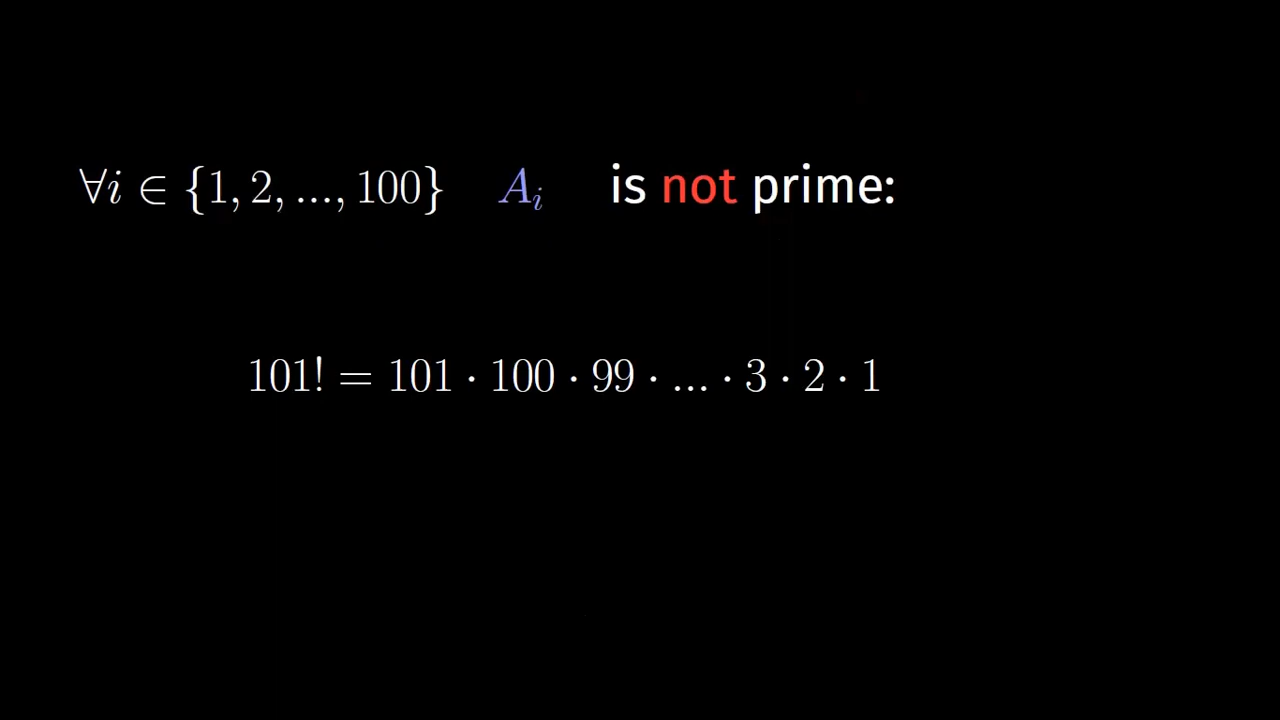 ∀i ∈ {1, 2, ..., 100} A_i is not prime:
101! = 101 · 100 · 99 · ... · 3 · 2 · 1